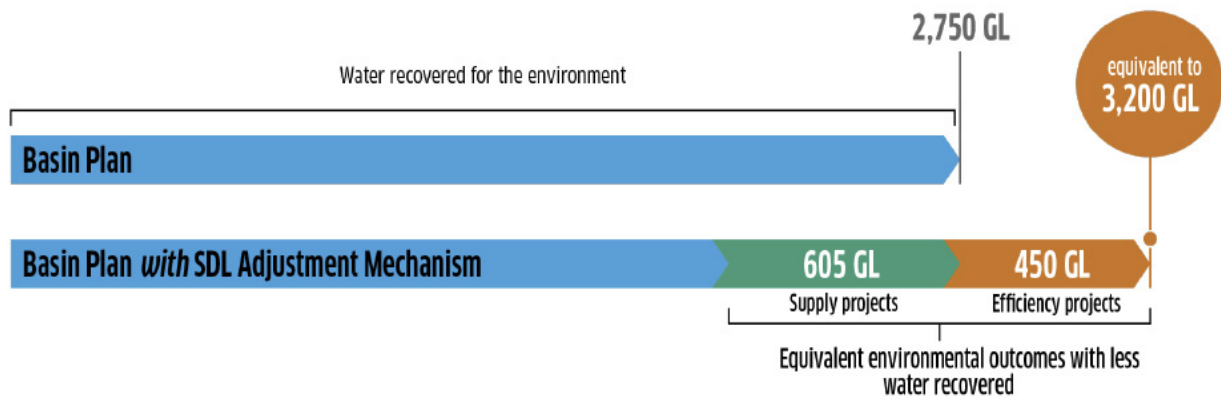 2,750 GL
equivalent to
3,200 GL
Water recovered for the environment
Basin Plan
Basin Plan with SDL Adjustment Mechanism
605 GL
450 GL
Supply projects
Efficiency projects
Equivalent environmental outcomes with less
water recovered